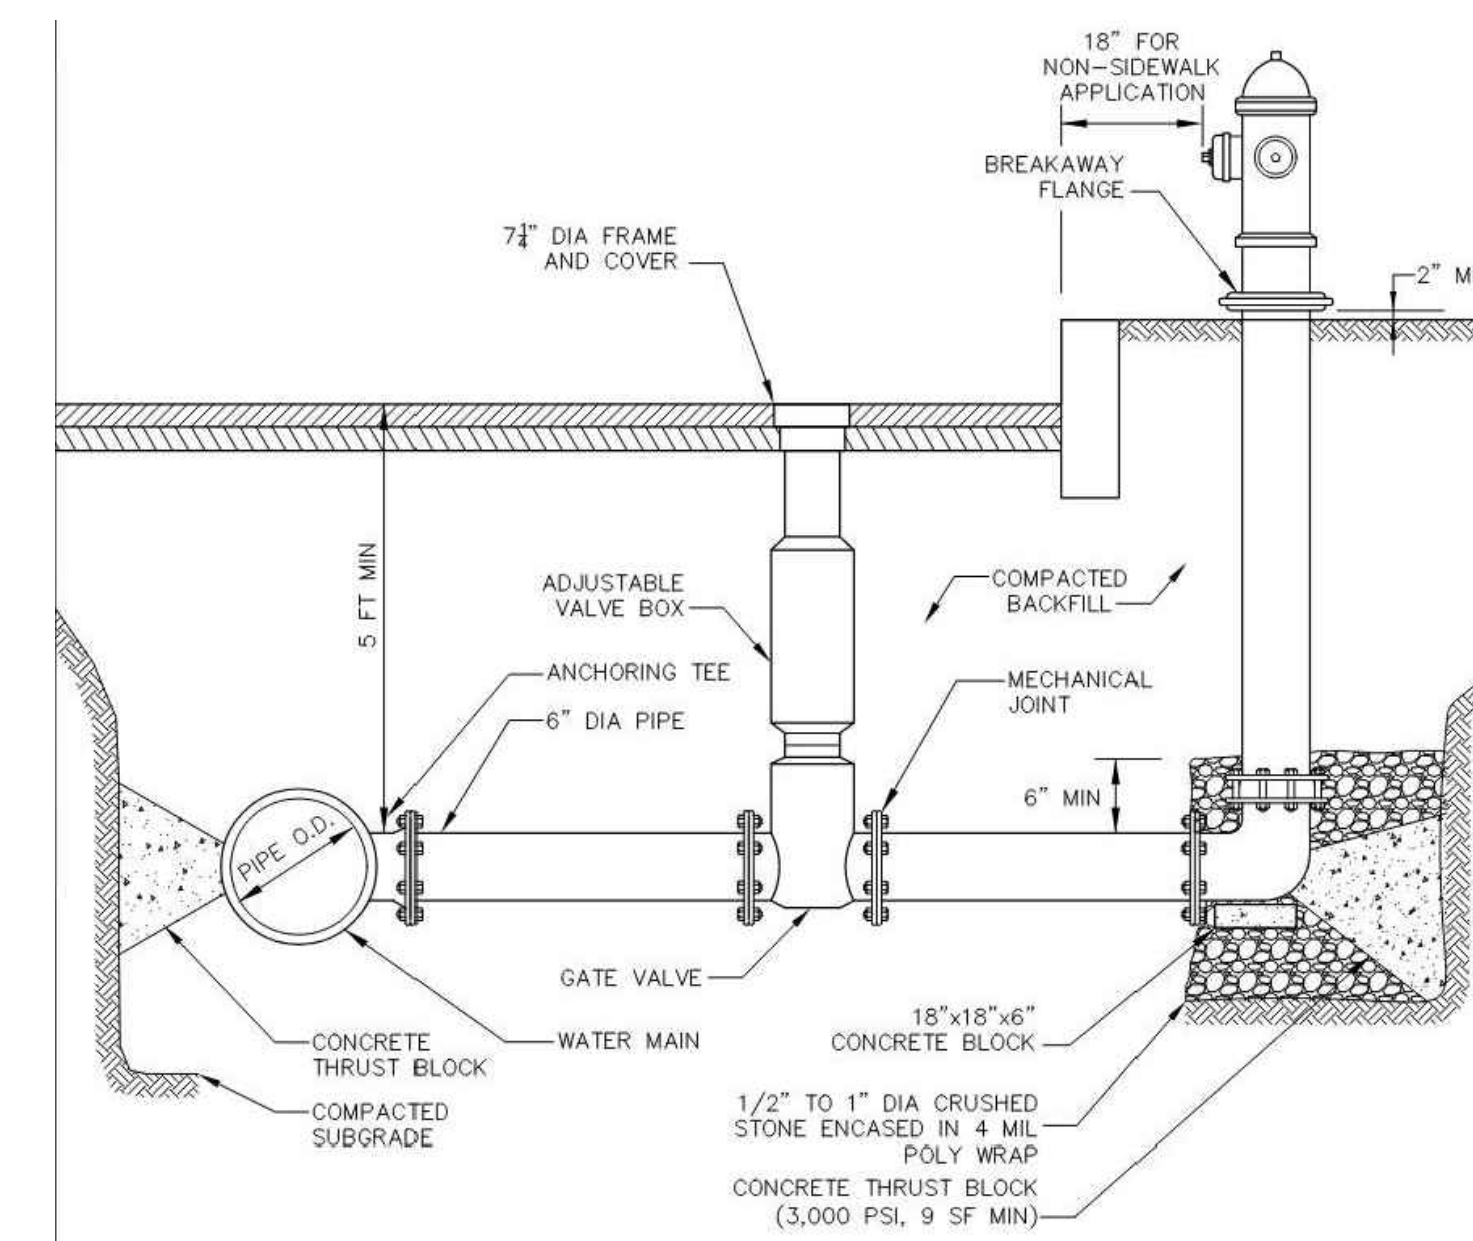 18” FOR
NON-SIDEWALK
APPLICATION
BREAKAWAY
FLANGE
7¼” DIA FRAME
AND COVER
2” M
5 FT MIN
ADJUSTABLE
VALVE BOX
COMPACTED
BACKFILL
ANCHORING TEE
6” DIA PIPE
MECHANICAL
JOINT
6” MIN
PIPE O.D.
GATE VALVE
18”x18”x6”
CONCRETE BLOCK
WATER MAIN
CONCRETE
THRUST BLOCK
COMPACTED
SUBGRADE
1/2” TO 1” DIA CRUSHED
STONE ENCASED IN 4 MIL
POLY WRAP
CONCRETE THRUST BLOCK
(3,000 PSI, 9 SF MIN)